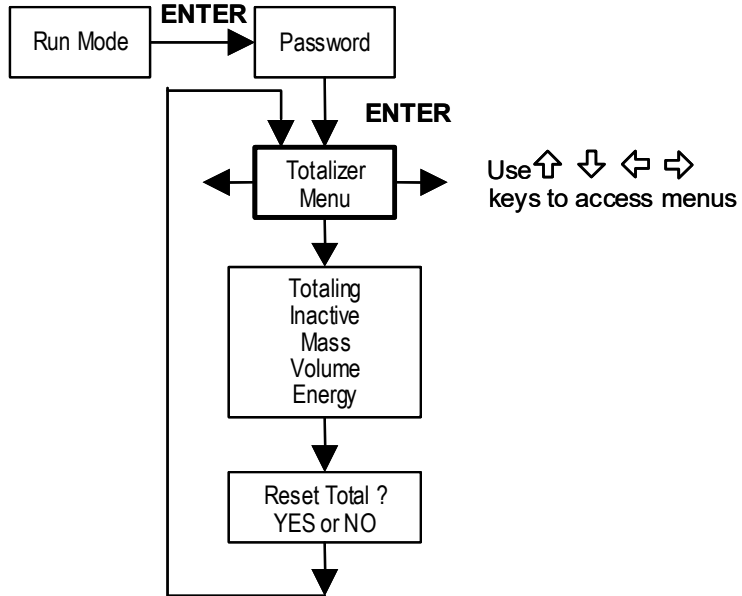 ENTER
Run Mode
Password
ENTER
Totalizer
Menu
Use
keys to access menus
Totaling
Inactive
Mass
Volume
Energy
Reset Total ?
YES or NO